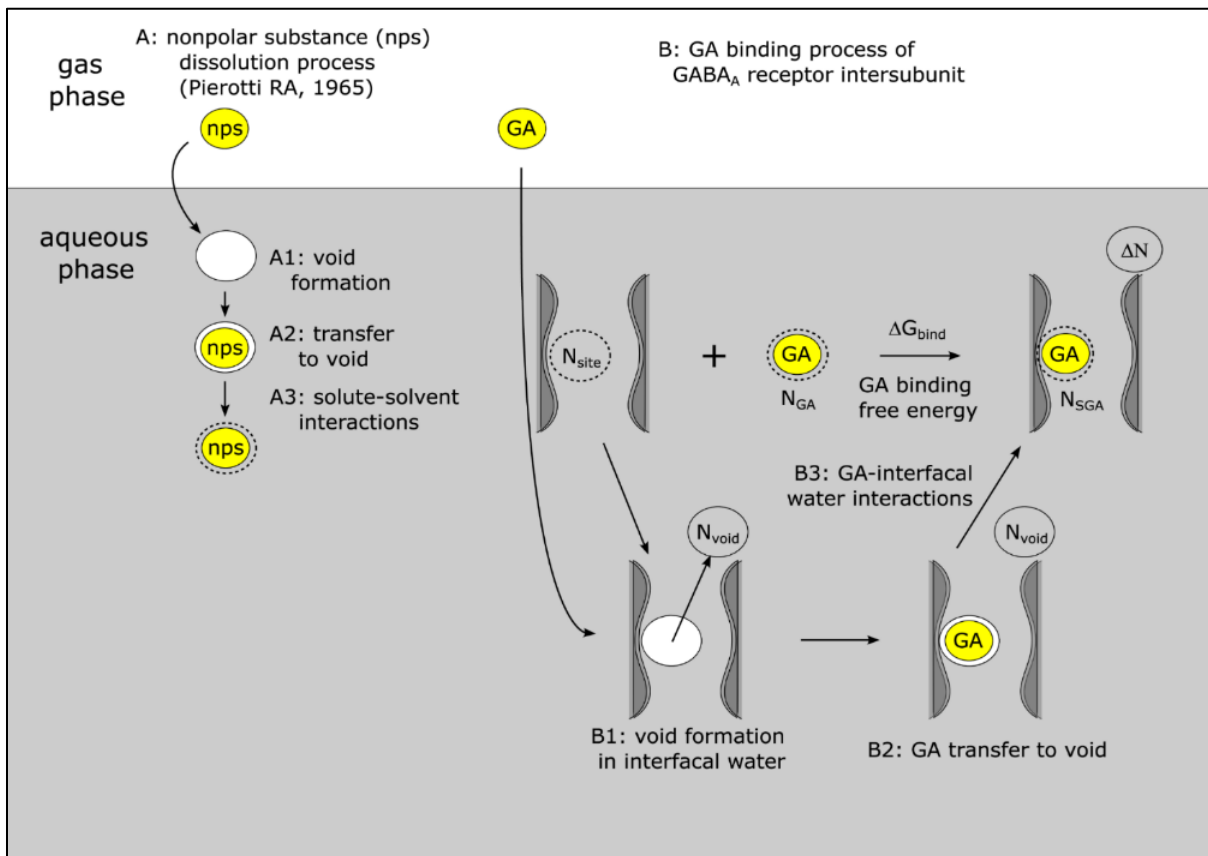 A: nonpolar substance (nps)
dissolution process
(Pierotti RA, 1965)
B: GA binding process of
GABAA receptor intersubunit
gas
phase
nps
GA
aqueous
phase
A1: void
formation
nps
A2: transfer
to void
A3: solute-solvent
interactions
nps
Nsite
+
GA
NGA
ΔGbind
GA binding
free energy
ΔN
GA
NSGA
B3: GA-interfacal
water interactions
Nvoid
Nvoid
GA
B1: void formation
in interfacal water
B2: GA transfer to void